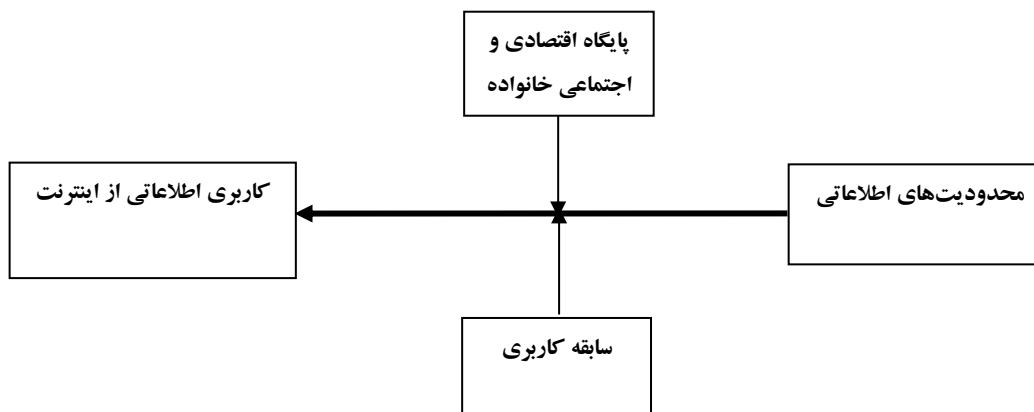 پایگاه اقتصادی و
اجتماعی خانواده
محدودیت‌های اطلاعاتی
کاربری اطلاعاتی از اینترنت
سابقه کاربری